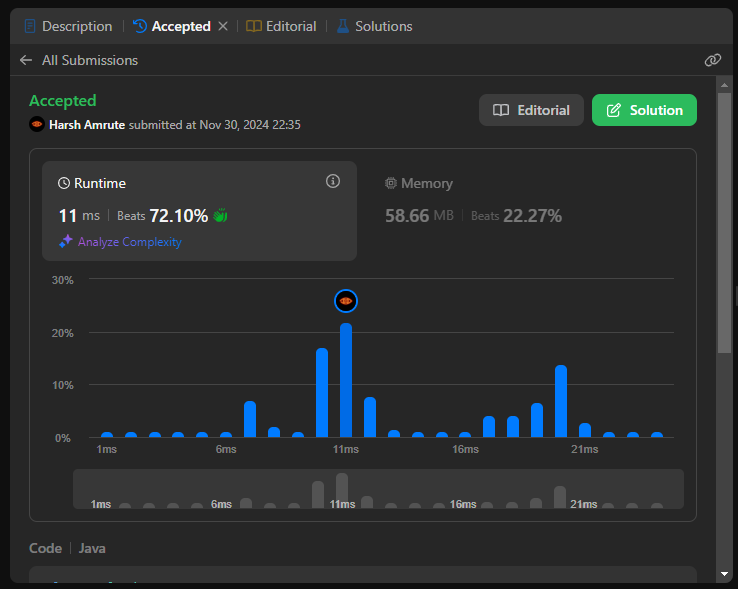 Description | Accepted × | Editorial | Solutions
All Submissions
Accepted
Editorial
Solution
Harsh Amrute submitted at Nov 30, 2024 22:35
Runtime
11 ms | Beats 72.10%
Analyze Complexity
Memory
58.66 MB | Beats 22.27%
30%
20%
10%
0%
1ms 6ms 11ms 16ms 21ms
1ms 6ms 11ms 16ms 21ms
Code | Java